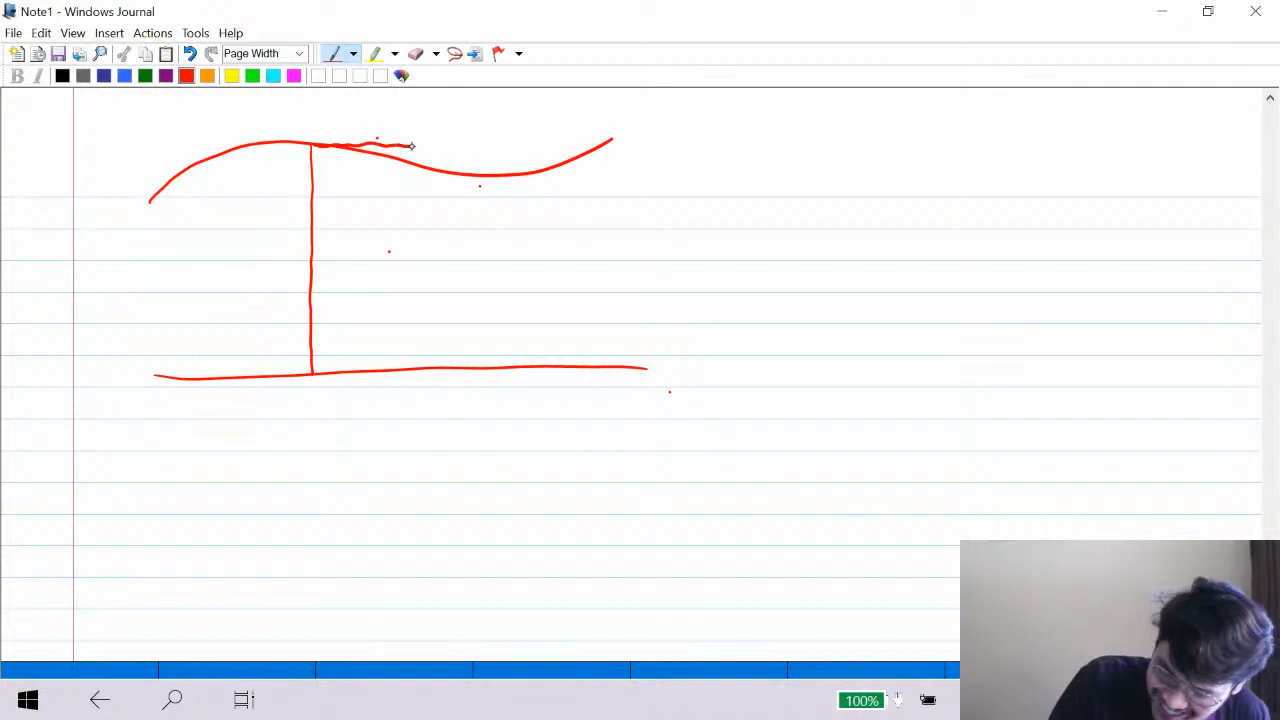 Note1 - Windows Journal
File Edit View Insert Actions Tools Help
Page Width
B I
100%